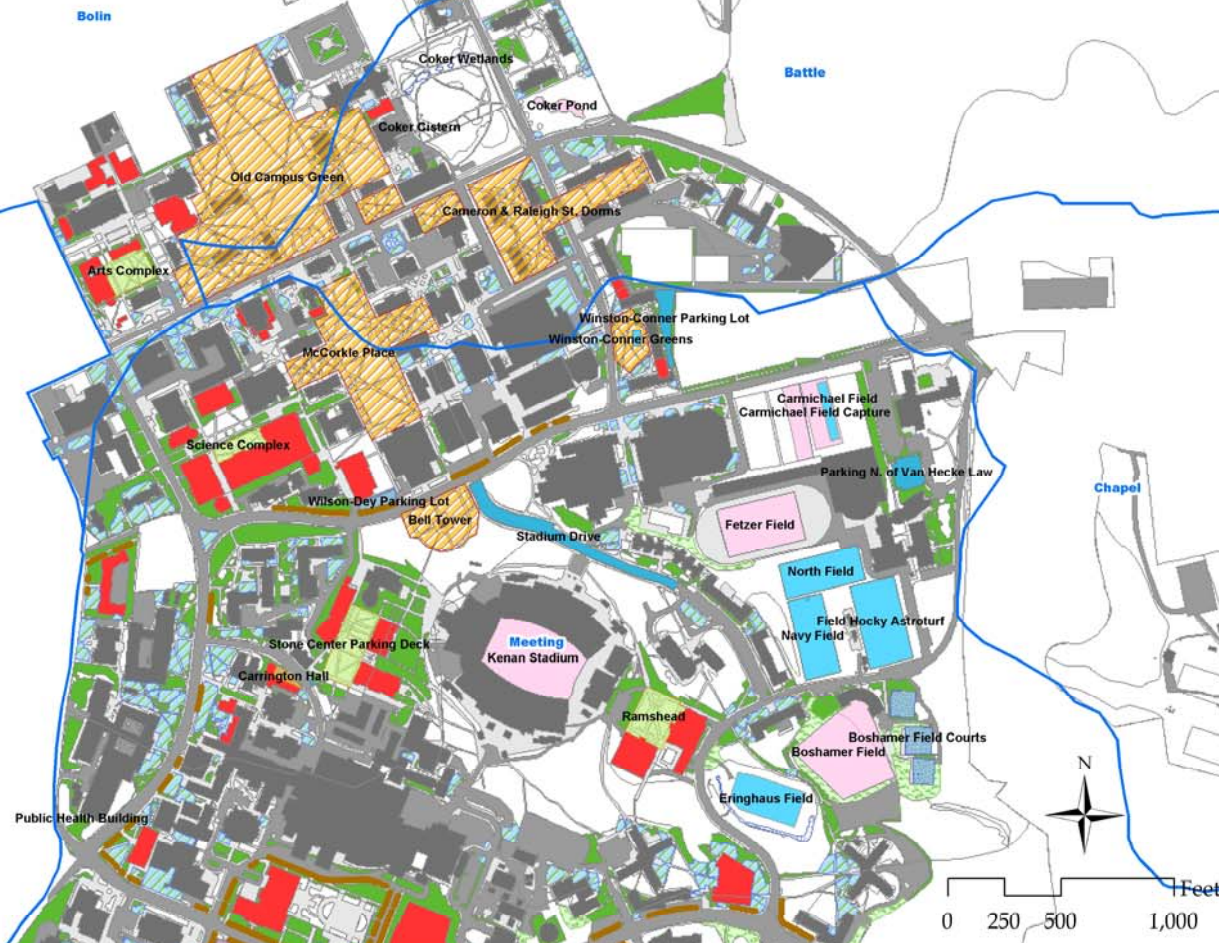 Bolin
Coker Wetlands
Battle
Coker Pond
Coker Cistern
Old Campus Green
Cameron & Raleigh St. Dorms
Arts Complex
Winston-Conner Parking Lot
Winston-Conner Greens
McCorkle Place
Carmichael Field
Carmichael Field Capture
Science Complex
Parking N. of Van Hecke Law
Chapel
Wilson-Dey Parking Lot
Bell Tower
Fetzer Field
Stadium Drive
North Field
Field Hocky Astroturf
Navy Field
Meeting
Kenan Stadium
Stone Center Parking Deck
Carrington Hall
Ramshead
Boshamer Field Courts
Boshamer Field
N
Eringhaus Field
Public Health Building
Feet
0 250 500 1,000